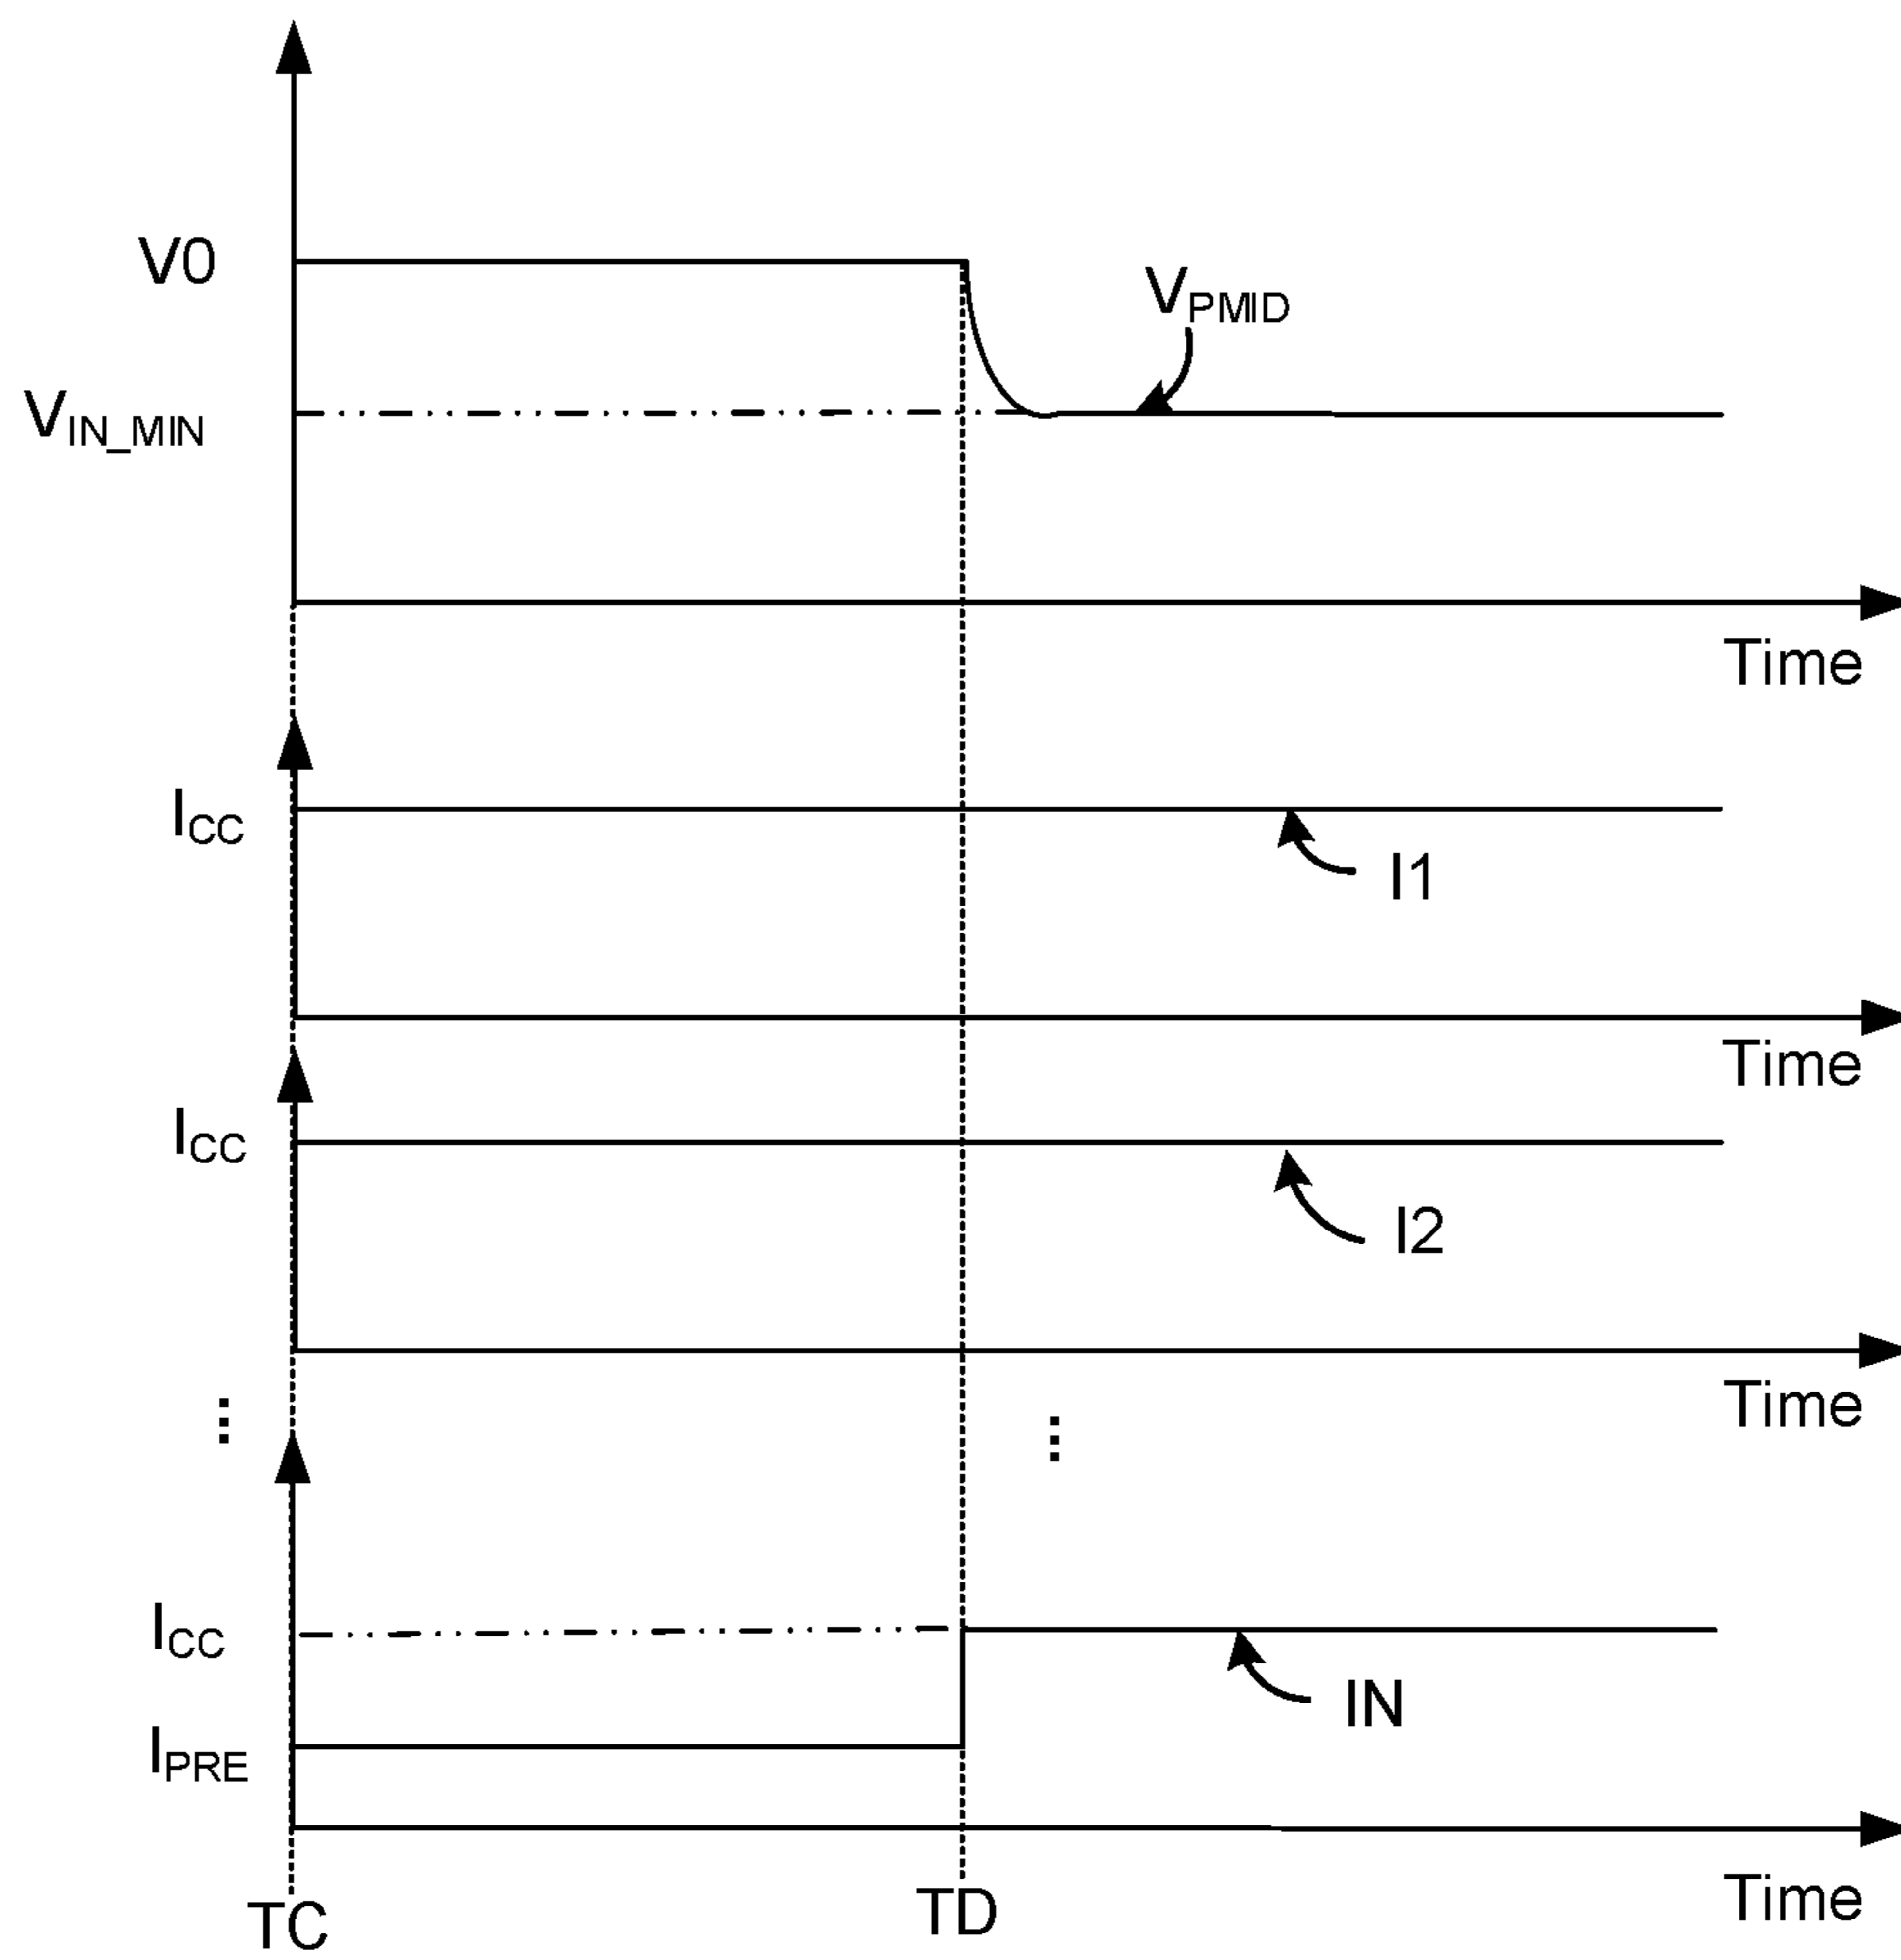 V0
VPMID
VIN_MIN
Time
ICC
I1
Time
ICC
I2
Time
ICC
IN
IPRE
Time
TC
TD